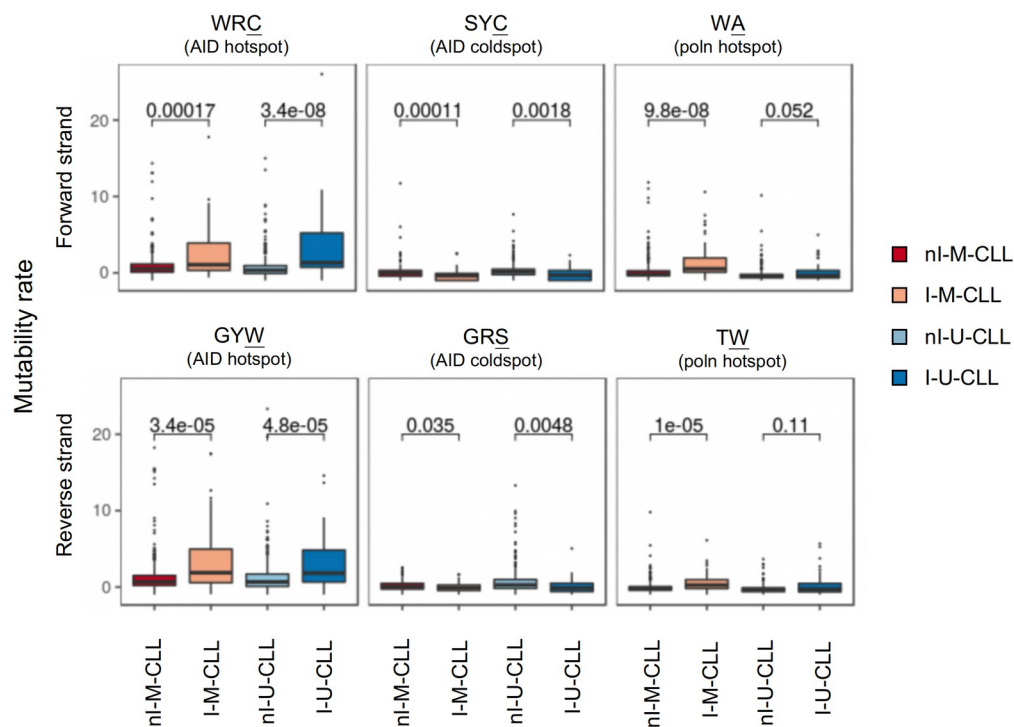 WRC
(AID hotspot)
SYC
(AID coldspot)
WA
(poln hotspot)
Forward strand
20
10
0
0.00017
3.4e-08
0.00011
0.0018
9.8e-08
0.052
Mutability rate
GYW
(AID hotspot)
GRS
(AID coldspot)
TW
(poln hotspot)
Reverse strand
20
10
0
3.4e-05
4.8e-05
0.035
0.0048
1e-05
0.11
nI-M-CLL
I-M-CLL
nI-U-CLL
I-U-CLL
nI-M-CLL
I-M-CLL
nI-U-CLL
I-U-CLL
nI-M-CLL
I-M-CLL
nI-U-CLL
I-U-CLL
nI-M-CLL
I-M-CLL
nI-U-CLL
I-U-CLL